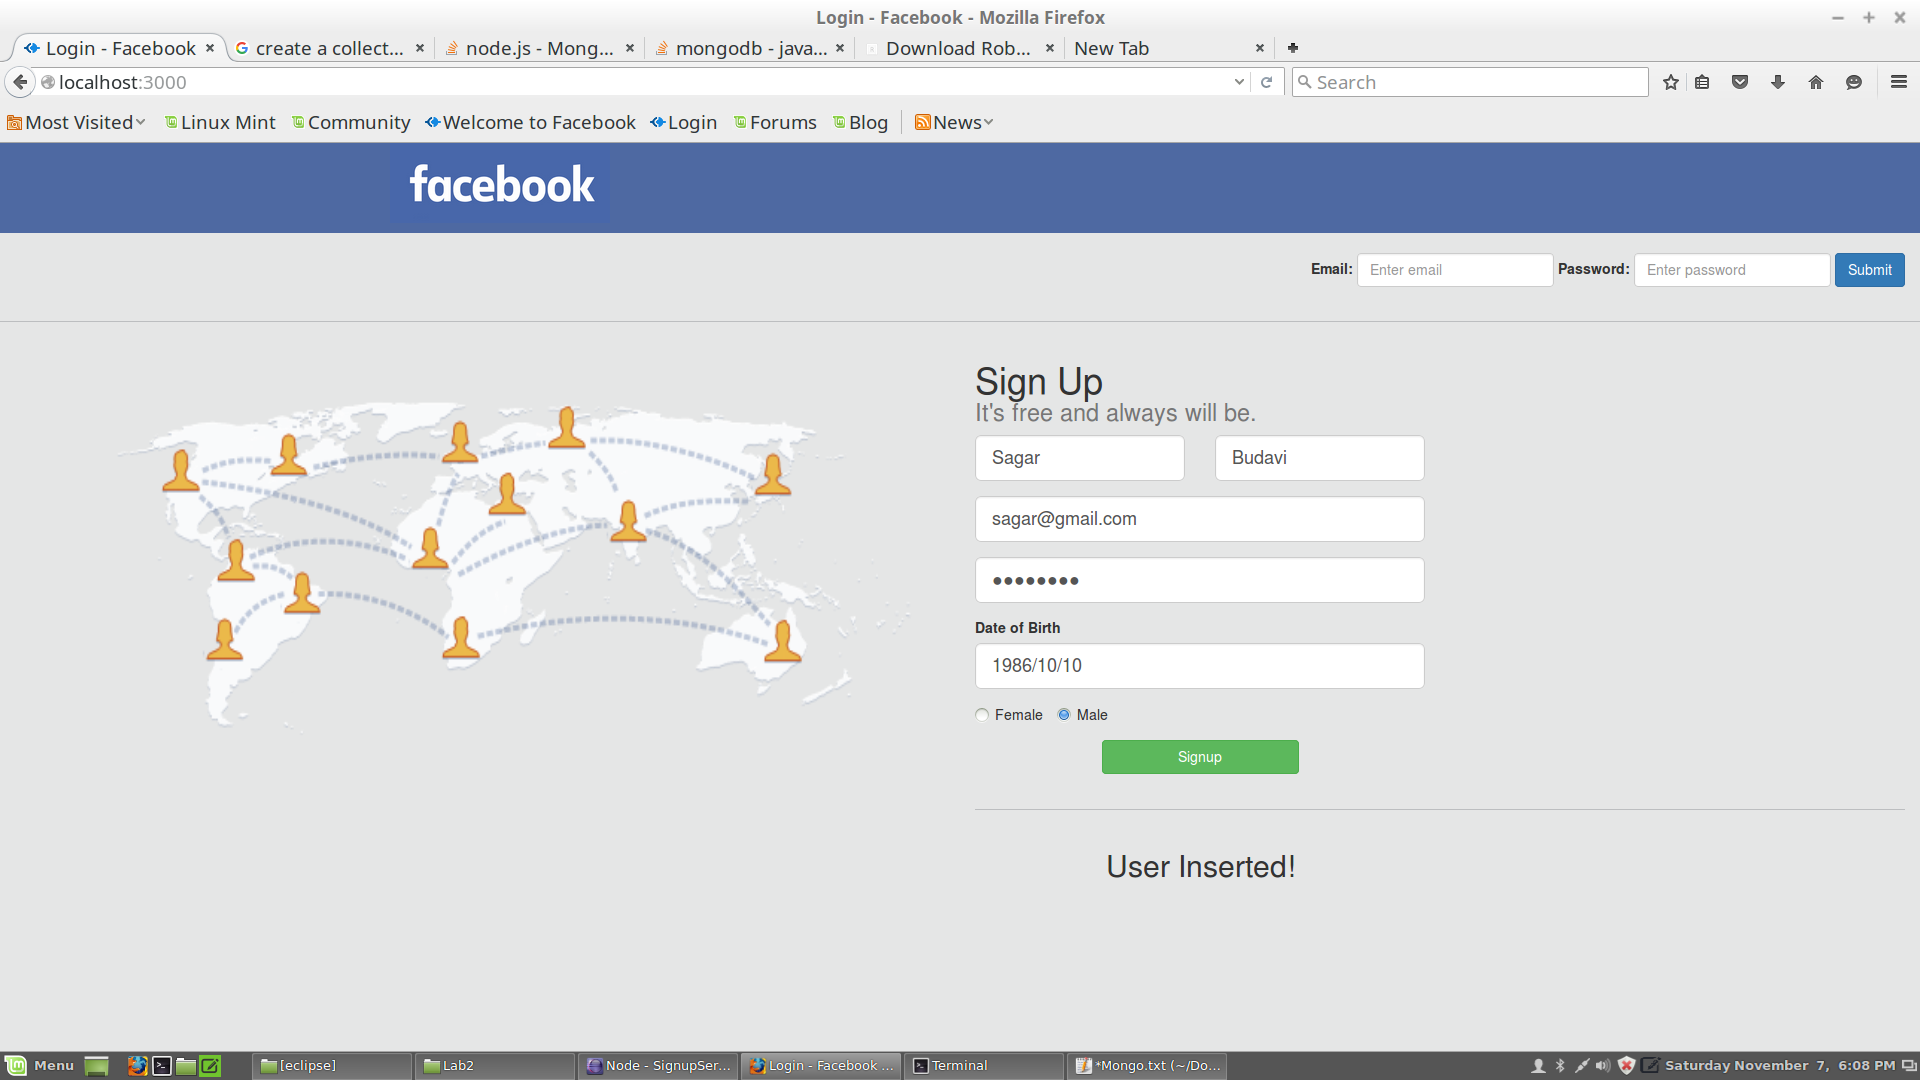 Login - Facebook - Mozilla Firefox
Login - Facebook create a collect... node.js - Mong... mongodb - java... Download Rob... New Tab
localhost:3000 Search
Most Visited Linux Mint Community Welcome to Facebook Login Forums Blog News
facebook
Email: Enter email Password: Enter password Submit
Sign Up
It's free and always will be.
Sagar Budavi
sagar@gmail.com
Date of Birth
1986/10/10
Female Male
Signup
User Inserted!
Menu [eclipse] Lab2 Node - SignupSer... Login - Facebook ... Terminal *Mongo.txt (~/Do... Saturday November 7, 6:08 PM